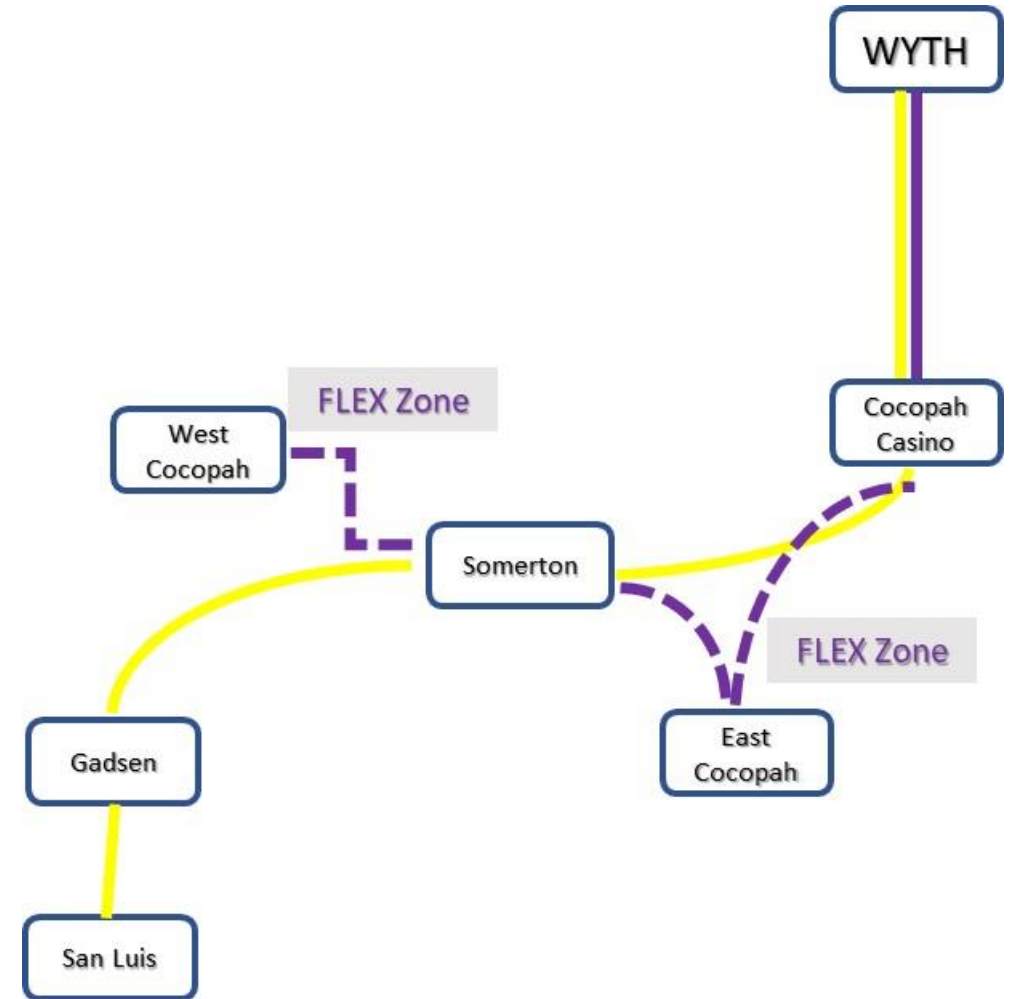 WYTH
Cocopah
Casino
FLEX Zone
West
Cocopah
Somerton
FLEX Zone
East
Cocopah
Gadsen
San Luis